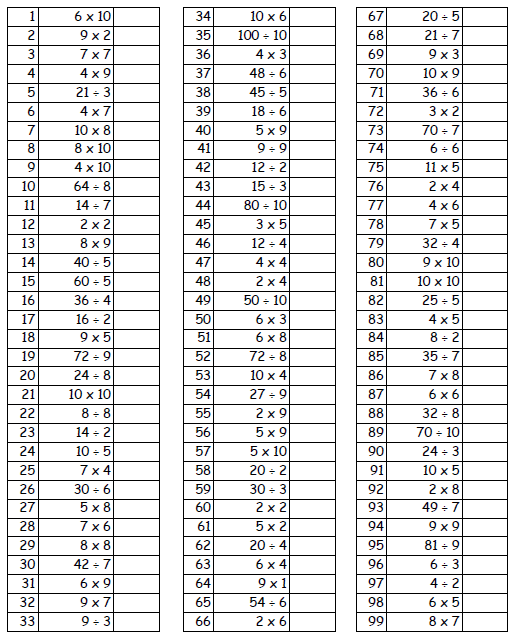 1 6 x 10
2 9 x 2
3 7 x 7
4 4 x 9
5 21 ÷ 3
6 4 x 7
7 10 x 8
8 8 x 10
9 4 x 10
10 64 ÷ 8
11 14 ÷ 7
12 2 x 2
13 8 x 9
14 40 ÷ 5
15 60 ÷ 5
16 36 ÷ 4
17 16 ÷ 2
18 9 x 5
19 72 ÷ 9
20 24 ÷ 8
21 10 x 10
22 8 ÷ 8
23 14 ÷ 2
24 10 ÷ 5
25 7 x 4
26 30 ÷ 6
27 5 x 8
28 7 x 6
29 8 x 8
30 42 ÷ 7
31 6 x 9
32 9 x 7
33 9 ÷ 3
34 10 x 6
35 100 ÷ 10
36 4 x 3
37 48 ÷ 6
38 45 ÷ 5
39 18 ÷ 6
40 5 x 9
41 9 ÷ 9
42 12 ÷ 2
43 15 ÷ 3
44 80 ÷ 10
45 3 x 5
46 12 ÷ 4
47 4 x 4
48 2 x 4
49 50 ÷ 10
50 6 x 3
51 6 x 8
52 72 ÷ 8
53 10 x 4
54 27 ÷ 9
55 2 x 9
56 5 x 9
57 5 x 10
58 20 ÷ 2
59 30 ÷ 3
60 2 x 2
61 5 x 2
62 20 ÷ 4
63 6 x 4
64 9 x 1
65 54 ÷ 6
66 2 x 6
67 20 ÷ 5
68 21 ÷ 7
69 9 x 3
70 10 x 9
71 36 ÷ 6
72 3 x 2
73 70 ÷ 7
74 6 ÷ 6
75 11 x 5
76 2 x 4
77 4 x 6
78 7 x 5
79 32 ÷ 4
80 9 x 10
81 10 x 10
82 25 ÷ 5
83 4 x 5
84 8 ÷ 2
85 35 ÷ 7
86 7 x 8
87 6 x 6
88 32 ÷ 8
89 70 ÷ 10
90 24 ÷ 3
91 10 x 5
92 2 x 8
93 49 ÷ 7
94 9 x 9
95 81 ÷ 9
96 6 ÷ 3
97 4 ÷ 2
98 6 x 5
99 8 x 7